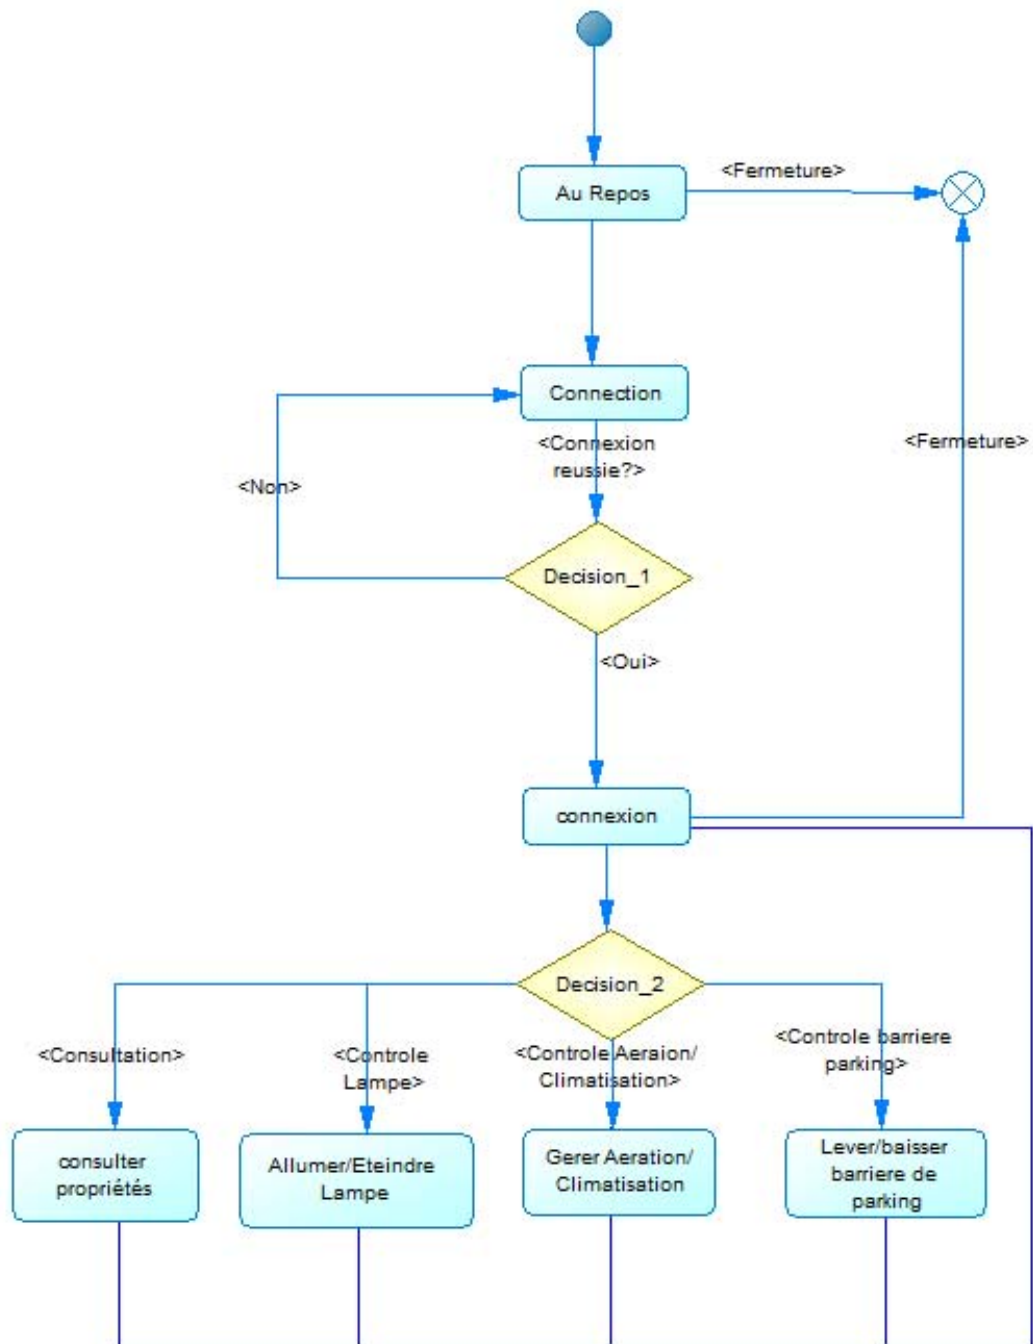 <Fermeture>
Au Repos
Connection
<Connexion
reussie?>
<Fermeture>
<Non>
Decision_1
<Oui>
connexion
Decision_2
<Consultation>
<Controle
Lampe>
<Controle Aeraion/
Climatisation>
<Controle barriere
parking>
consulter
propriétés
Allumer/Eteindre
Lampe
Gerer Aeration/
Climatisation
Lever/baisser
barriere de
parking